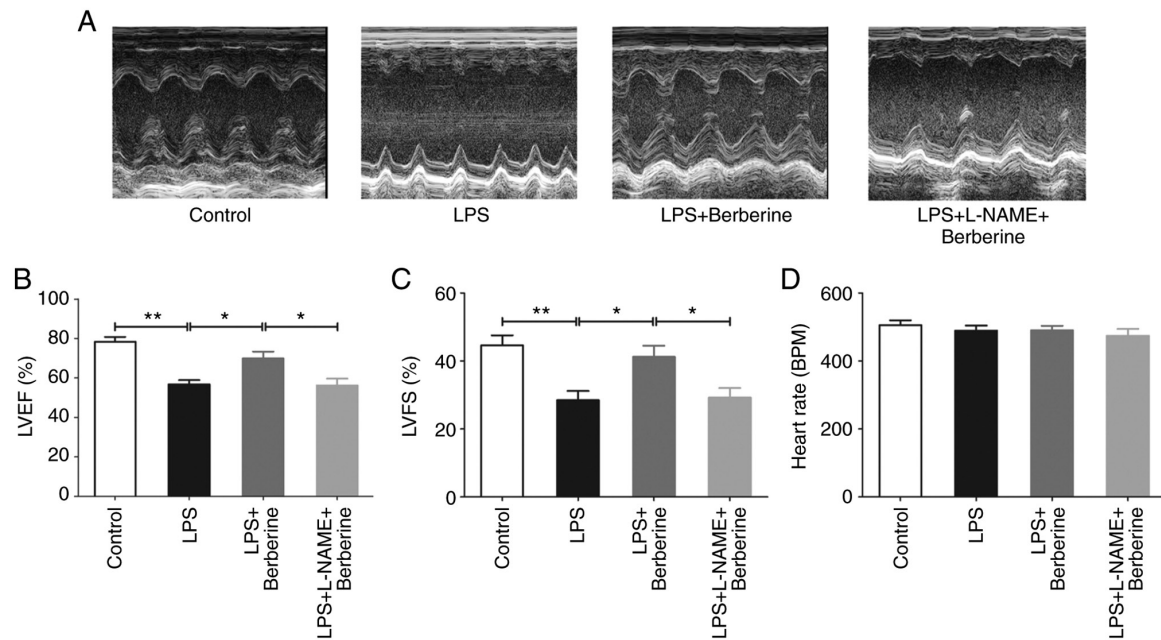 A
Control
LPS
LPS+Berberine
LPS+L-NAME+
Berberine
B
LVEF (%)
100
80
60
40
20
0
**
*
*
Control
LPS
LPS+
Berberine
LPS+L-NAME+
Berberine
C
LVFS (%)
60
40
20
0
**
*
*
Control
LPS
LPS+
Berberine
LPS+L-NAME+
Berberine
D
Heart rate (BPM)
600
400
200
0
Control
LPS
LPS+
Berberine
LPS+L-NAME+
Berberine